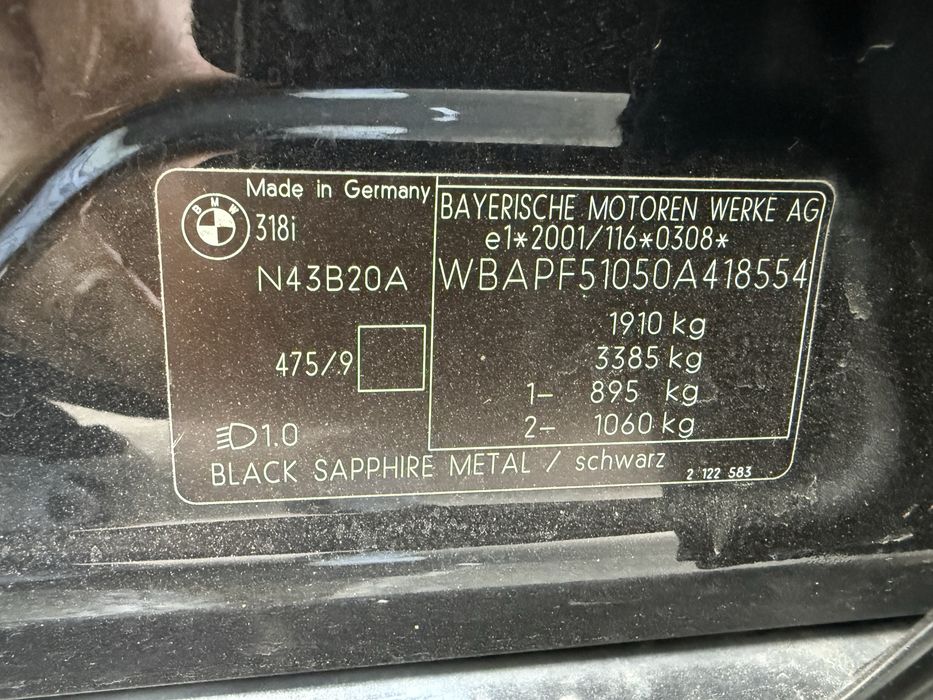 Made in Germany
BMW
318i
N43B20A
475/9
1.0
BAYERISCHE MOTOREN WERKE AG
e1*2001/116*0308*
WBAPF51050A418554
1910 kg
3385 kg
1- 895 kg
2- 1060 kg
BLACK SAPPHIRE METAL / schwarz
2 122 583